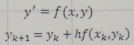 y' = f(x,y)
y_{k+1} = y_k + hf(x_k,y_k)